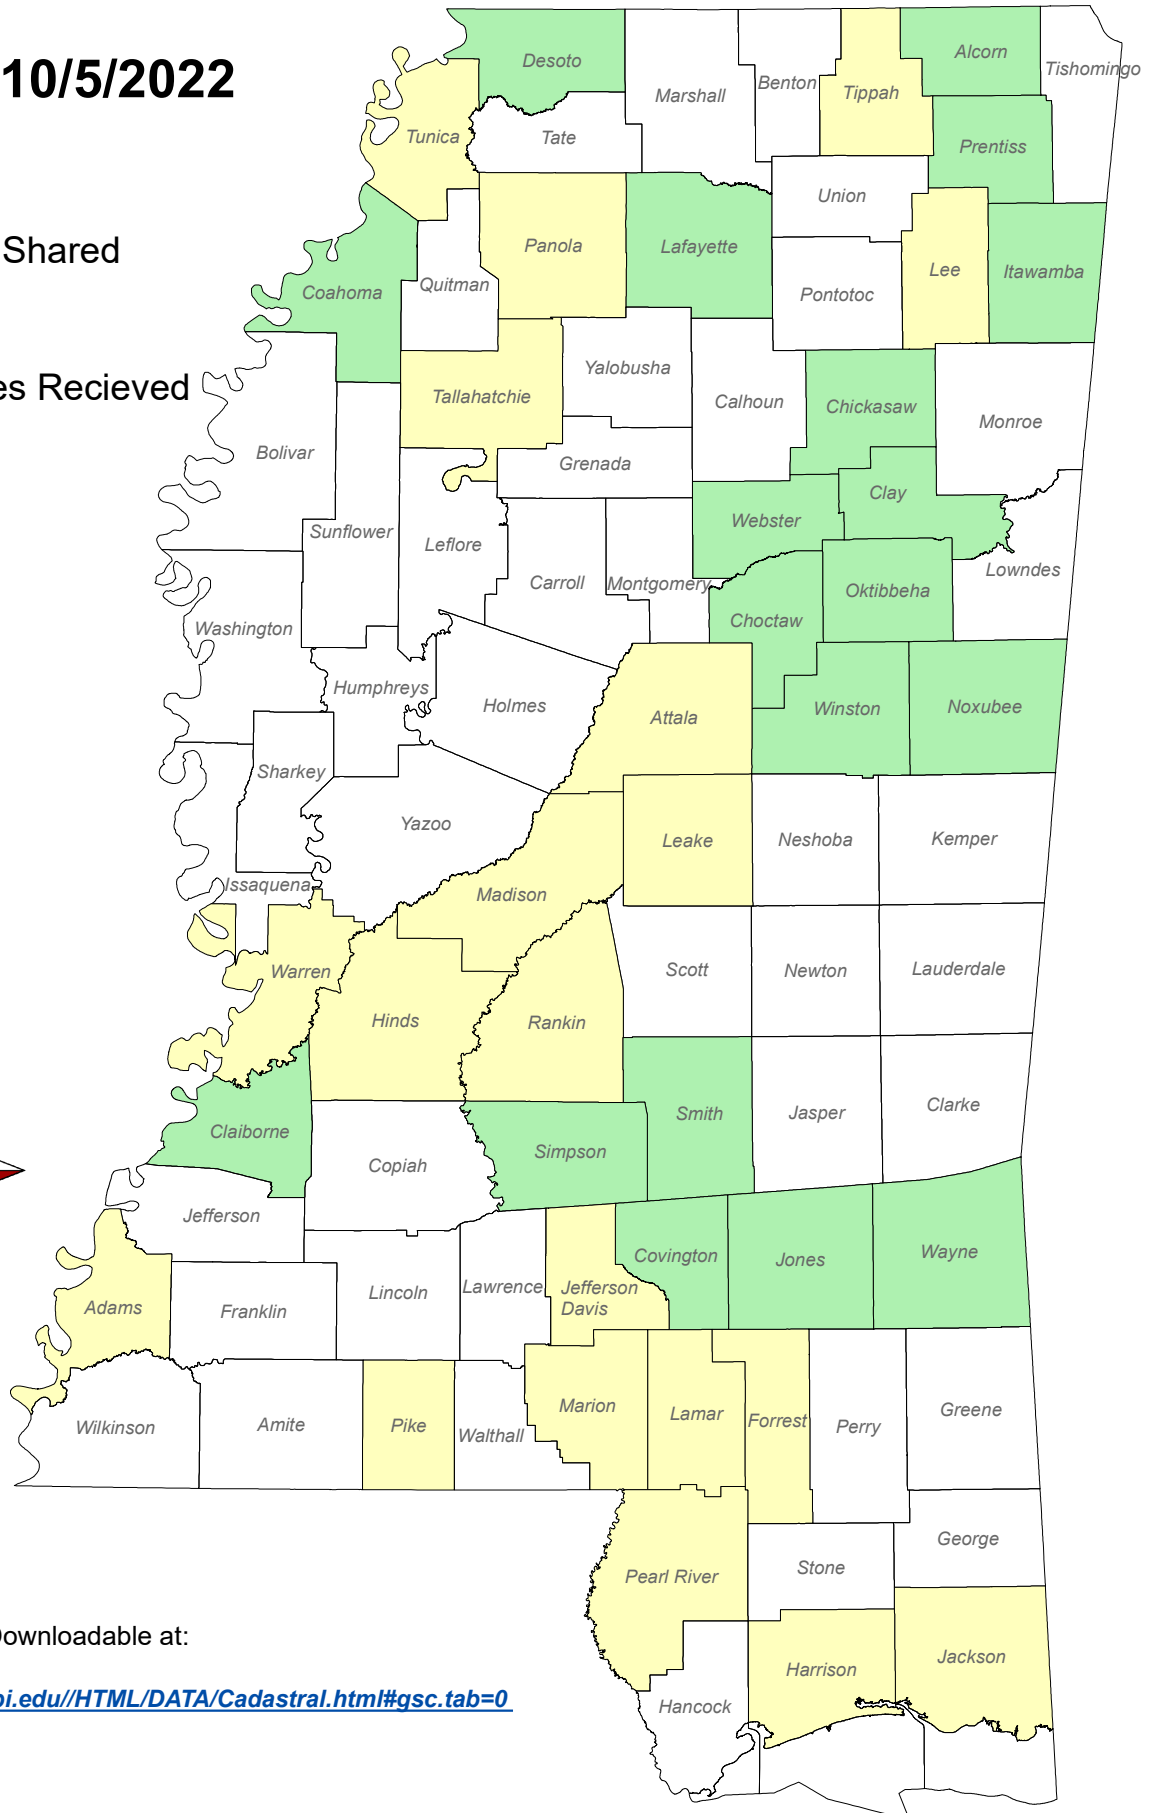 10/5/2022
Shared
es Recieved
Desoto
Marshall
Benton
Tippah
Alcorn
Tishomingo
Tunica
Tate
Prentiss
Union
Panola
Lafayette
Lee
Itawamba
Coahoma
Quitman
Pontotoc
Yalobusha
Tallahatchie
Calhoun
Chickasaw
Monroe
Bolivar
Grenada
Clay
Sunflower
Leflore
Webster
Carroll
Montgomery
Lowndes
Oktibbeha
Washington
Choctaw
Humphreys
Holmes
Attala
Winston
Noxubee
Sharkey
Yazoo
Leake
Neshoba
Kemper
Issaquena
Madison
Warren
Scott
Newton
Lauderdale
Hinds
Rankin
Smith
Jasper
Clarke
Claiborne
Copiah
Simpson
Jefferson
Covington
Jones
Wayne
Adams
Franklin
Lincoln
Lawrence
Jefferson
Davis
Wilkinson
Amite
Pike
Walthall
Marion
Lamar
Forrest
Perry
Greene
Pearl River
Stone
George
Harrison
Jackson
Hancock
Downloadable at:
pi.edu//HTML/DATA/Cadastral.html#gsc.tab=0